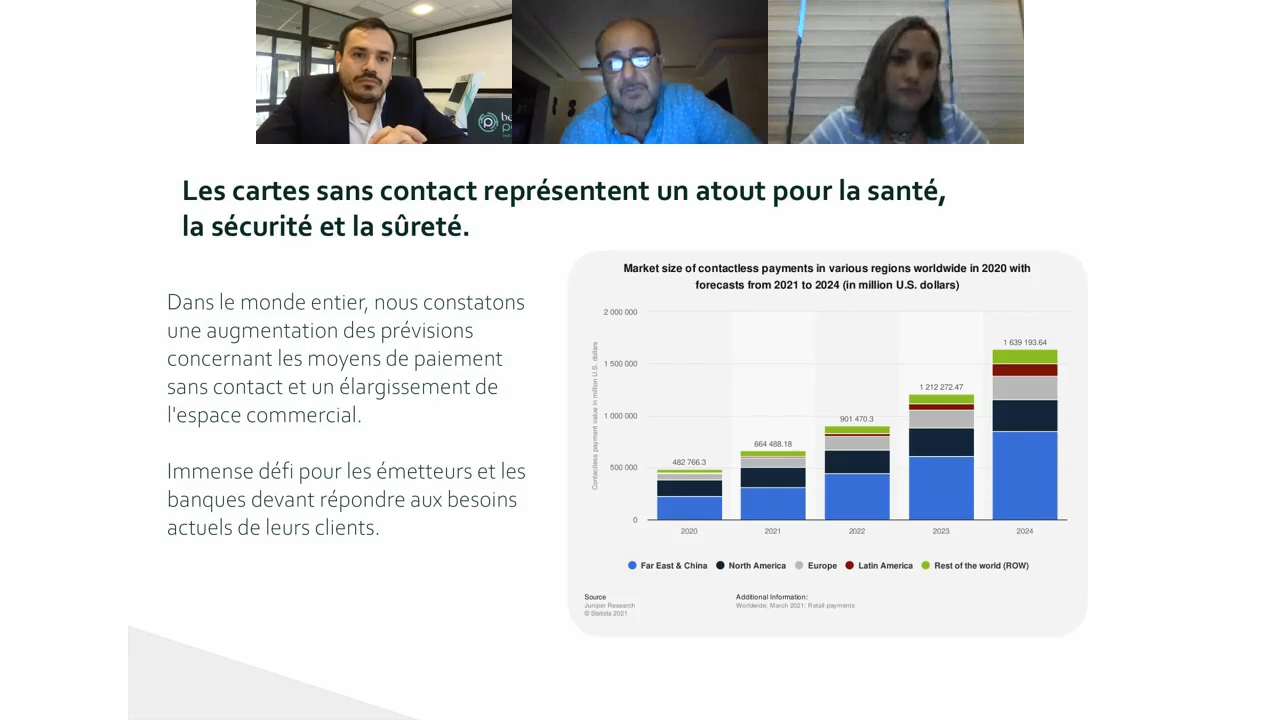 Les cartes sans contact représentent un atout pour la santé,
la sécurité et la sûreté.
Dans le monde entier, nous constatons
une augmentation des prévisions
concernant les moyens de paiement
sans contact et un élargissement de
l'espace commercial.
Immense défi pour les émetteurs et les
banques devant répondre aux besoins
actuels de leurs clients.
Market size of contactless payments in various regions worldwide in 2020 with
forecasts from 2021 to 2024 (in million U.S. dollars)
Contactless payment value in million U.S. dollars
2 000 000
1 500 000
1 000 000
500 000
0
482 766.3
664 488.18
901 470.3
1 212 272.47
1 639 193.64
2020 2021 2022 2023 2024
Far East & China North America Europe Latin America Rest of the world (ROW)
Source
Juniper Research
© Statista 2021
Additional Information:
Worldwide; March 2021; Retail payments